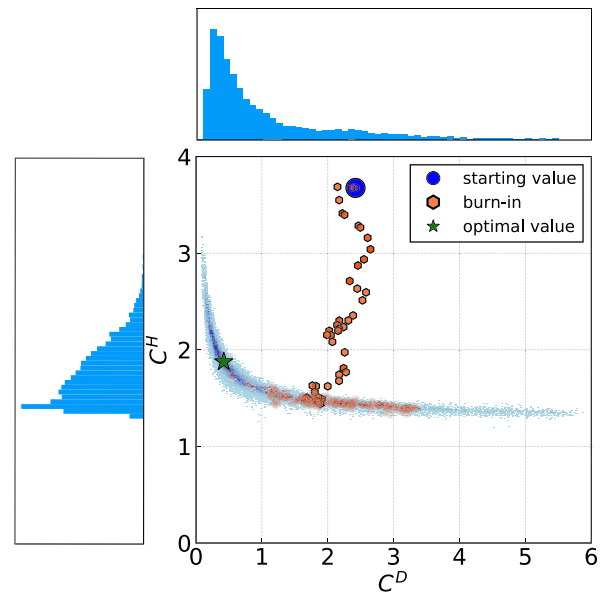 4
3
2
1
0
C^H
starting value
burn-in
optimal value
0 1 2 3 4 5 6
C^D